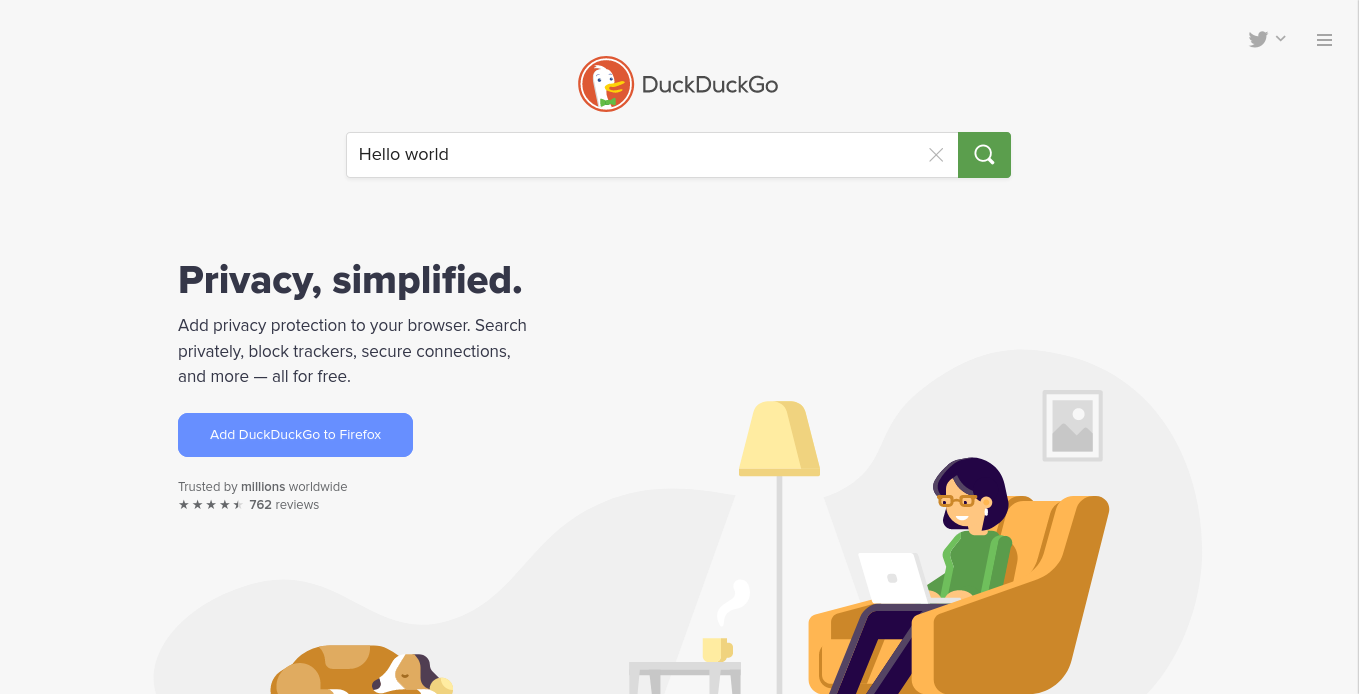 DuckDuckGo
Hello world
Privacy, simplified.
Add privacy protection to your browser. Search
privately, block trackers, secure connections,
and more — all for free.
Add DuckDuckGo to Firefox
Trusted by millions worldwide
762 reviews